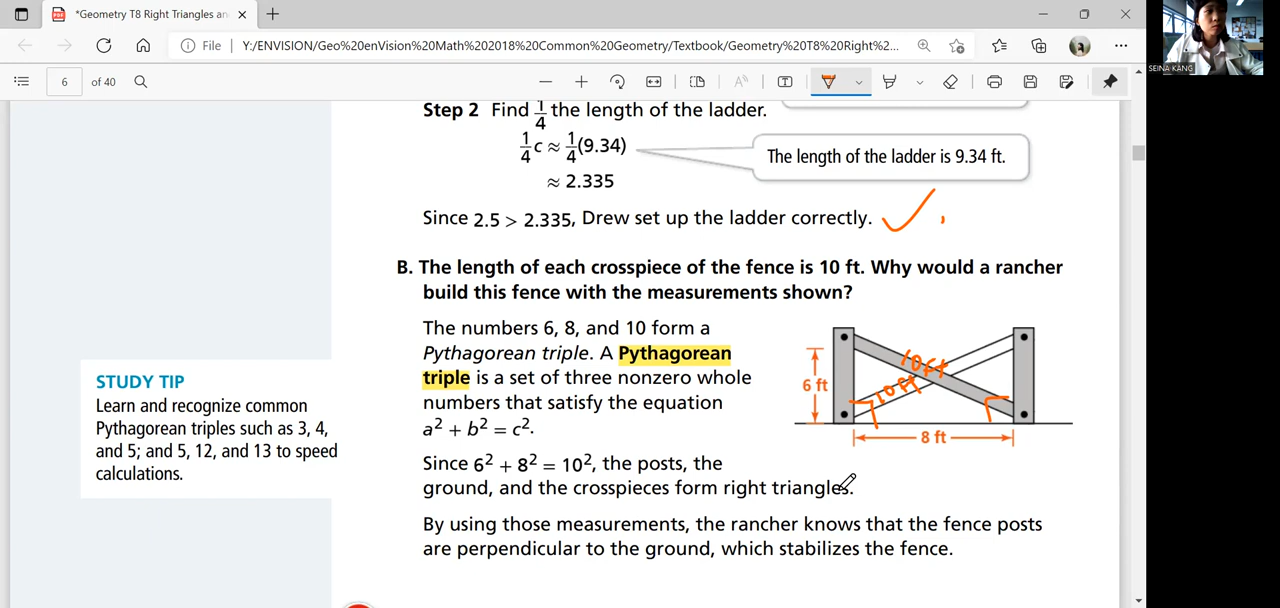 *Geometry T8 Right Triangles an
File
Y:/ENVISION/Geo%20enVision%20Math%202018%20Common%20Geometry/Textbook/Geometry%20T8%20Right%2...
SEINA KANG
6 of 40
Step 2 Find 1/4 the length of the ladder.
1/4 c ≈ 1/4(9.34)
The length of the ladder is 9.34 ft.
≈ 2.335
Since 2.5 > 2.335, Drew set up the ladder correctly.
B. The length of each crosspiece of the fence is 10 ft. Why would a rancher
build this fence with the measurements shown?
The numbers 6, 8, and 10 form a
Pythagorean triple. A Pythagorean
triple is a set of three nonzero whole
numbers that satisfy the equation
a² + b² = c².
Since 6² + 8² = 10², the posts, the
ground, and the crosspieces form right triangles.
By using those measurements, the rancher knows that the fence posts
are perpendicular to the ground, which stabilizes the fence.
10 ft
10 ft
6 ft
8 ft
STUDY TIP
Learn and recognize common
Pythagorean triples such as 3, 4,
and 5; and 5, 12, and 13 to speed
calculations.